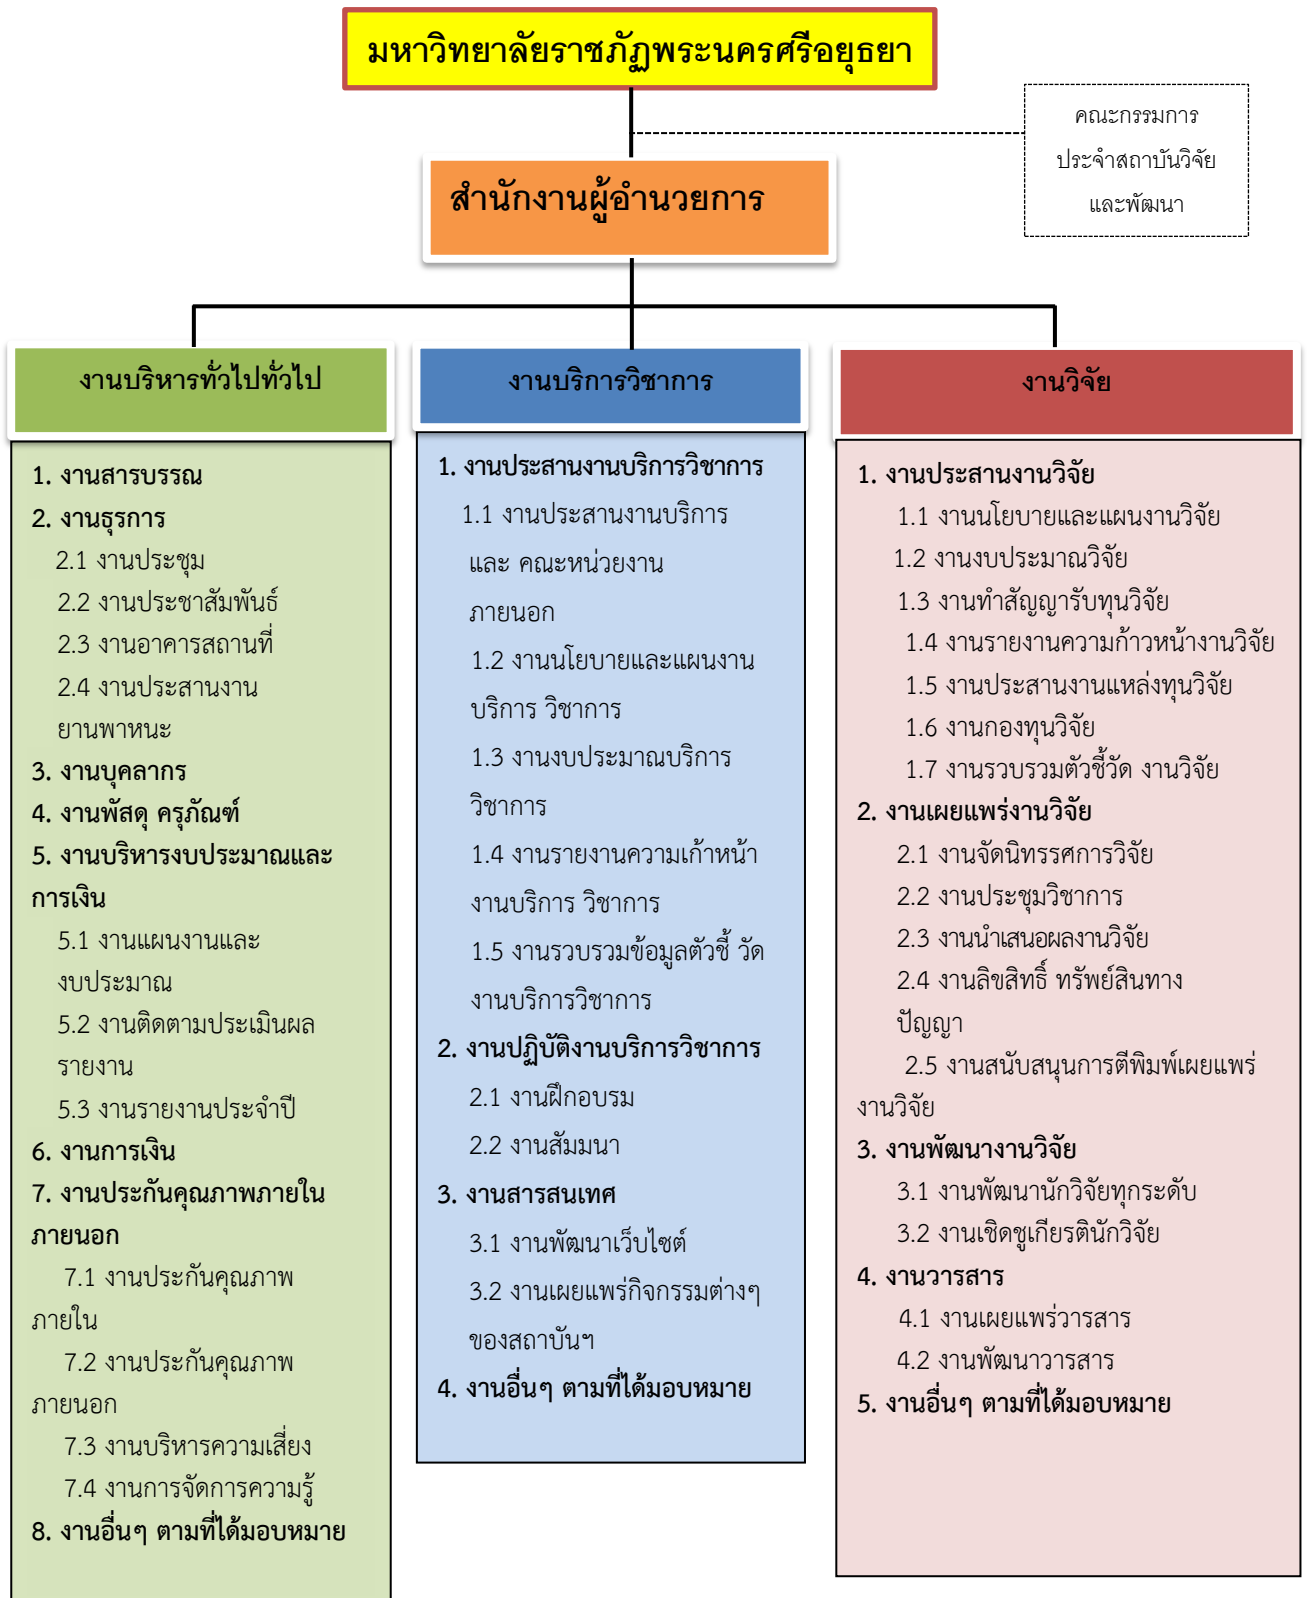 มหาวิทยาลัยราชภัฏพระนครศรีอยุธยา
คณะกรรมการ
ประจำสถาบันวิจัย
และพัฒนา
สำนักงานผู้อำนวยการ
งานบริหารทั่วไปทั่วไป
1. งานสารบรรณ
2. งานธุรการ
2.1 งานประชุม
2.2 งานประชาสัมพันธ์
2.3 งานอาคารสถานที่
2.4 งานประสานงาน
ยานพาหนะ
3. งานบุคลากร
4. งานพัสดุ ครุภัณฑ์
5. งานบริหารงบประมาณและ
การเงิน
5.1 งานแผนงานและ
งบประมาณ
5.2 งานติดตามประเมินผล
รายงาน
5.3 งานรายงานประจำปี
6. งานการเงิน
7. งานประกันคุณภาพภายใน
ภายนอก
7.1 งานประกันคุณภาพ
ภายใน
7.2 งานประกันคุณภาพ
ภายนอก
7.3 งานบริหารความเสี่ยง
7.4 งานการจัดการความรู้
8. งานอื่นๆ ตามที่ได้มอบหมาย
งานบริการวิชาการ
1. งานประสานงานบริการวิชาการ
1.1 งานประสานงานบริการ
และ คณะหน่วยงาน
ภายนอก
1.2 งานนโยบายและแผนงาน
บริการ วิชาการ
1.3 งานงบประมาณบริการ
วิชาการ
1.4 งานรายงานความเก้าหน้า
งานบริการ วิชาการ
1.5 งานรวบรวมข้อมูลตัวชี้ วัด
งานบริการวิชาการ
2. งานปฏิบัติงานบริการวิชาการ
2.1 งานฝึกอบรม
2.2 งานสัมมนา
3. งานสารสนเทศ
3.1 งานพัฒนาเว็บไซต์
3.2 งานเผยแพร่กิจกรรมต่างๆ
ของสถาบันฯ
4. งานอื่นๆ ตามที่ได้มอบหมาย
งานวิจัย
1. งานประสานงานวิจัย
1.1 งานนโยบายและแผนงานวิจัย
1.2 งานงบประมาณวิจัย
1.3 งานทำสัญญารับทุนวิจัย
1.4 งานรายงานความก้าวหน้างานวิจัย
1.5 งานประสานงานแหล่งทุนวิจัย
1.6 งานกองทุนวิจัย
1.7 งานรวบรวมตัวชี้วัด งานวิจัย
2. งานเผยแพร่งานวิจัย
2.1 งานจัดนิทรรศการวิจัย
2.2 งานประชุมวิชาการ
2.3 งานนำเสนอผลงานวิจัย
2.4 งานลิขสิทธิ์ ทรัพย์สินทาง
ปัญญา
2.5 งานสนับสนุนการตีพิมพ์เผยแพร่
งานวิจัย
3. งานพัฒนางานวิจัย
3.1 งานพัฒนานักวิจัยทุกระดับ
3.2 งานเชิดชูเกียรตินักวิจัย
4. งานวารสาร
4.1 งานเผยแพร่วารสาร
4.2 งานพัฒนาวารสาร
5. งานอื่นๆ ตามที่ได้มอบหมาย